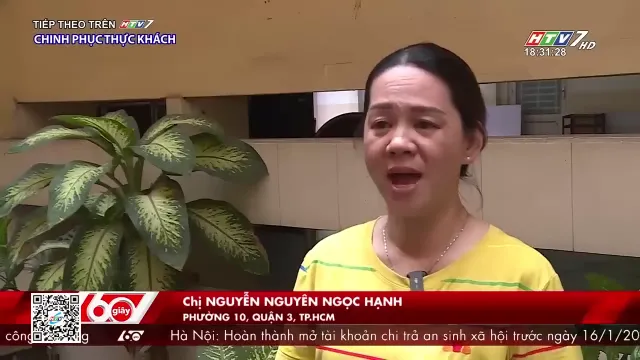 TIẾP THEO TRÊN HTV7
CHINH PHỤC THỰC KHÁCH
HTV7 HD
18:31:28
60 giây
Chị NGUYỄN NGUYÊN NGỌC HẠNH
PHƯỜNG 10, QUẬN 3, TP.HCM
công 60 Hà Nội: Hoàn thành mở tài khoản chi trả an sinh xã hội trước ngày 16/1/20